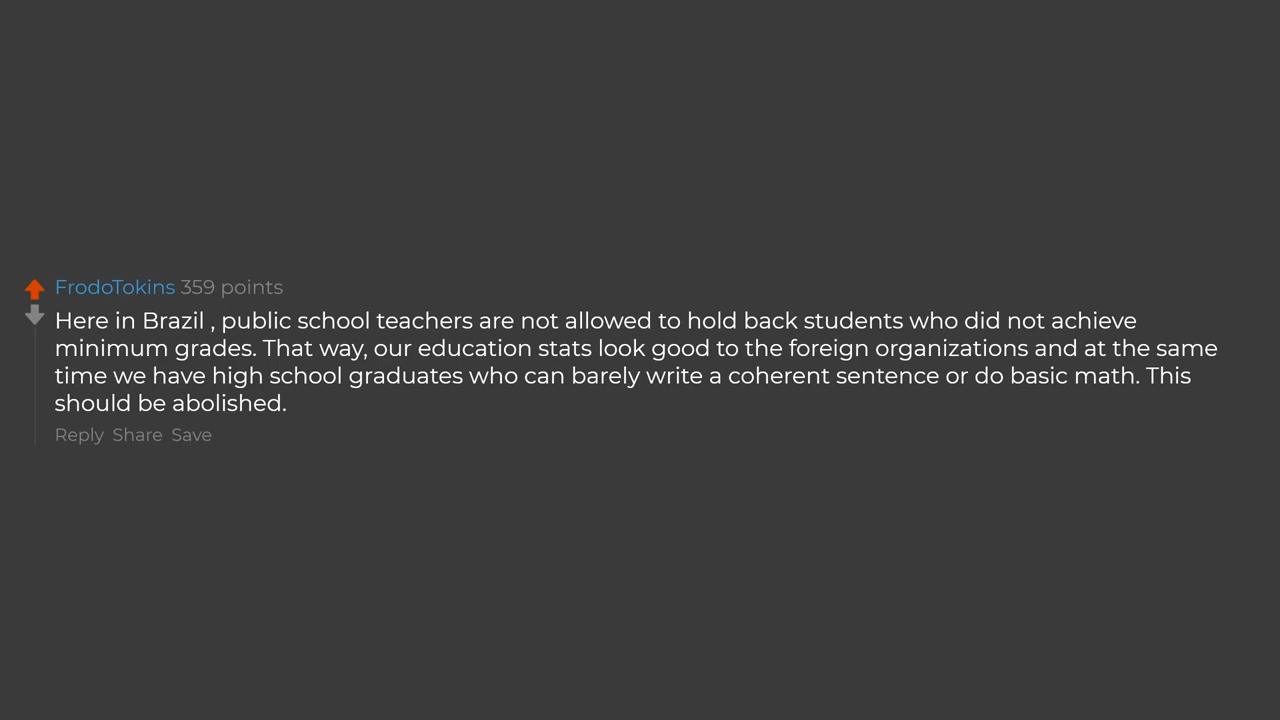 FrodoTokins 359 points
Here in Brazil , public school teachers are not allowed to hold back students who did not achieve
minimum grades. That way, our education stats look good to the foreign organizations and at the same
time we have high school graduates who can barely write a coherent sentence or do basic math. This
should be abolished.
Reply Share Save